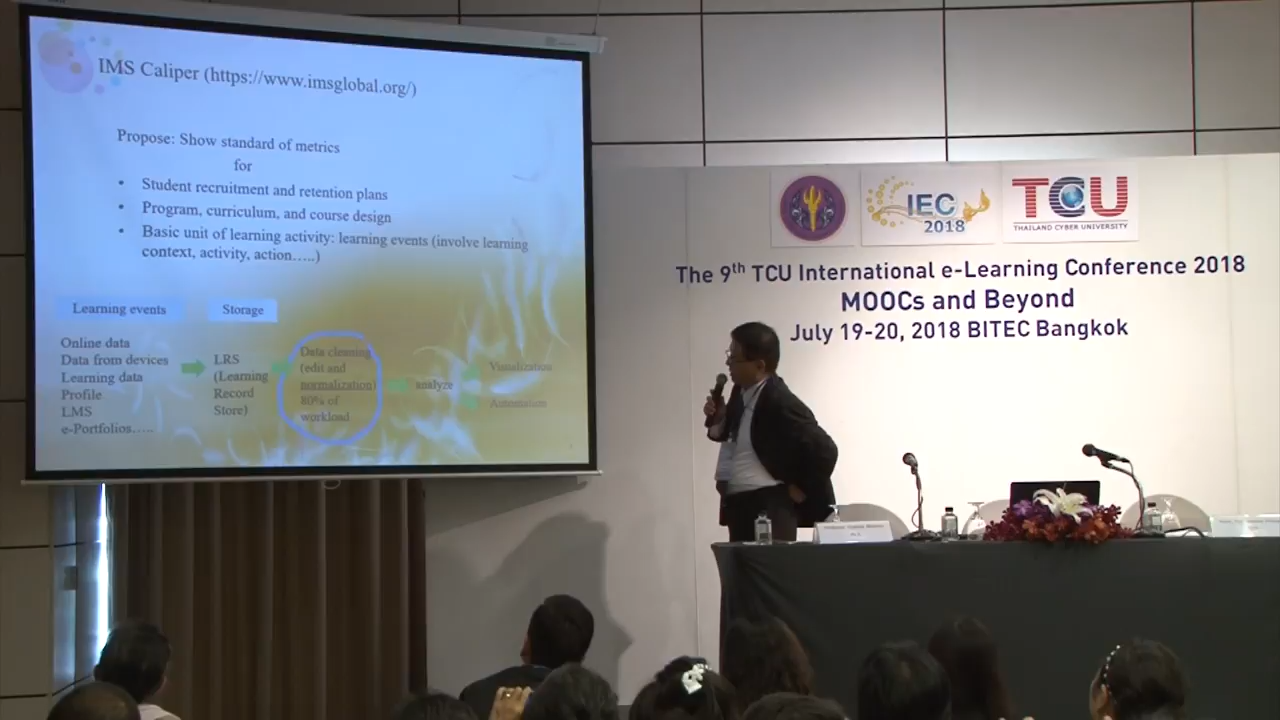 IMS Caliper (https://www.imsglobal.org/)
Propose: Show standard of metrics
for
• Student recruitment and retention plans
• Program, curriculum, and course design
• Basic unit of learning activity: learning events (involve learning
context, activity, action…..)
Learning events
Storage
Online data
Data from devices
Learning data
Profile
LMS
e-Portfolios…..
LRS
(Learning
Record
Store)
Data cleaning
(edit and
normalization)
80% of
workload
analyze
Visualization
IEC
2018
TCU
THAILAND CYBER UNIVERSITY
The 9th TCU International e-Learning Conference 2018
MOOCs and Beyond
July 19-20, 2018 BITEC Bangkok